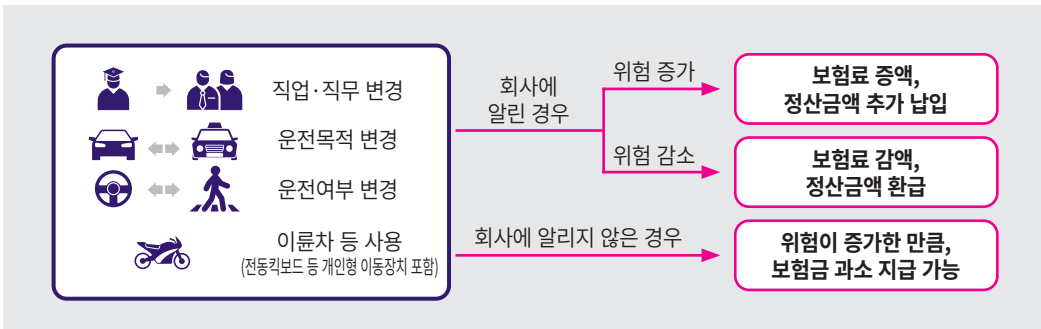 직업·직무 변경
운전목적 변경
운전여부 변경
이륜차 등 사용
(전동킥보드 등 개인형 이동장치 포함)
회사에
알린 경우
위험 증가
보험료 증액,
정산금액 추가 납입
위험 감소
보험료 감액,
정산금액 환급
회사에 알리지 않은 경우
위험이 증가한 만큼,
보험금 과소 지급 가능